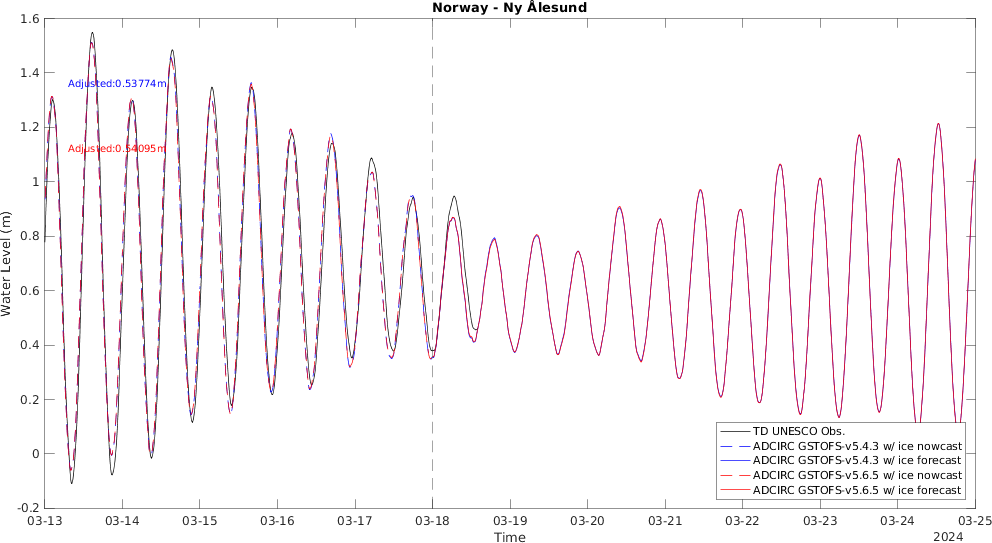 Norway - Ny Ålesund
1.6
1.4
1.2
1
0.8
0.6
0.4
0.2
0
-0.2
Water Level (m)
Adjusted:0.53774m
Adjusted:0.54095m
TD UNESCO Obs.
ADCIRC GSTOFS-v5.4.3 w/ ice nowcast
ADCIRC GSTOFS-v5.4.3 w/ ice forecast
ADCIRC GSTOFS-v5.6.5 w/ ice nowcast
ADCIRC GSTOFS-v5.6.5 w/ ice forecast
03-13 03-14 03-15 03-16 03-17 03-18 03-19 03-20 03-21 03-22 03-23 03-24 03-25
Time
2024